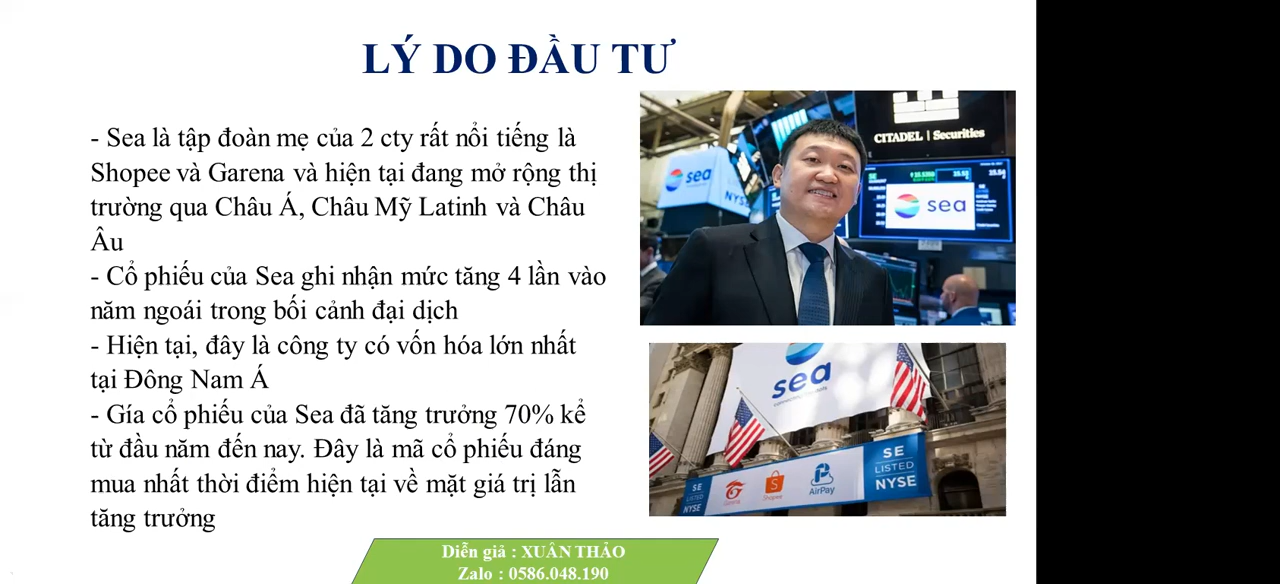 LÝ DO ĐẦU TƯ
- Sea là tập đoàn mẹ của 2 cty rất nổi tiếng là
Shopee và Garena và hiện tại đang mở rộng thị
trường qua Châu Á, Châu Mỹ Latinh và Châu
Âu
- Cổ phiếu của Sea ghi nhận mức tăng 4 lần vào
năm ngoái trong bối cảnh đại dịch
- Hiện tại, đây là công ty có vốn hóa lớn nhất
tại Đông Nam Á
- Gía cổ phiếu của Sea đã tăng trưởng 70% kể
từ đầu năm đến nay. Đây là mã cổ phiếu đáng
mua nhất thời điểm hiện tại về mặt giá trị lẫn
tăng trưởng
CITADEL | Securities
sea
NYSE
sea
sea
SE
LISTED
NYSE
Garena
Shopee
AirPay
SE
LISTED
NYSE
Diễn giả : XUÂN THẢO
Zalo : 0586.048.190